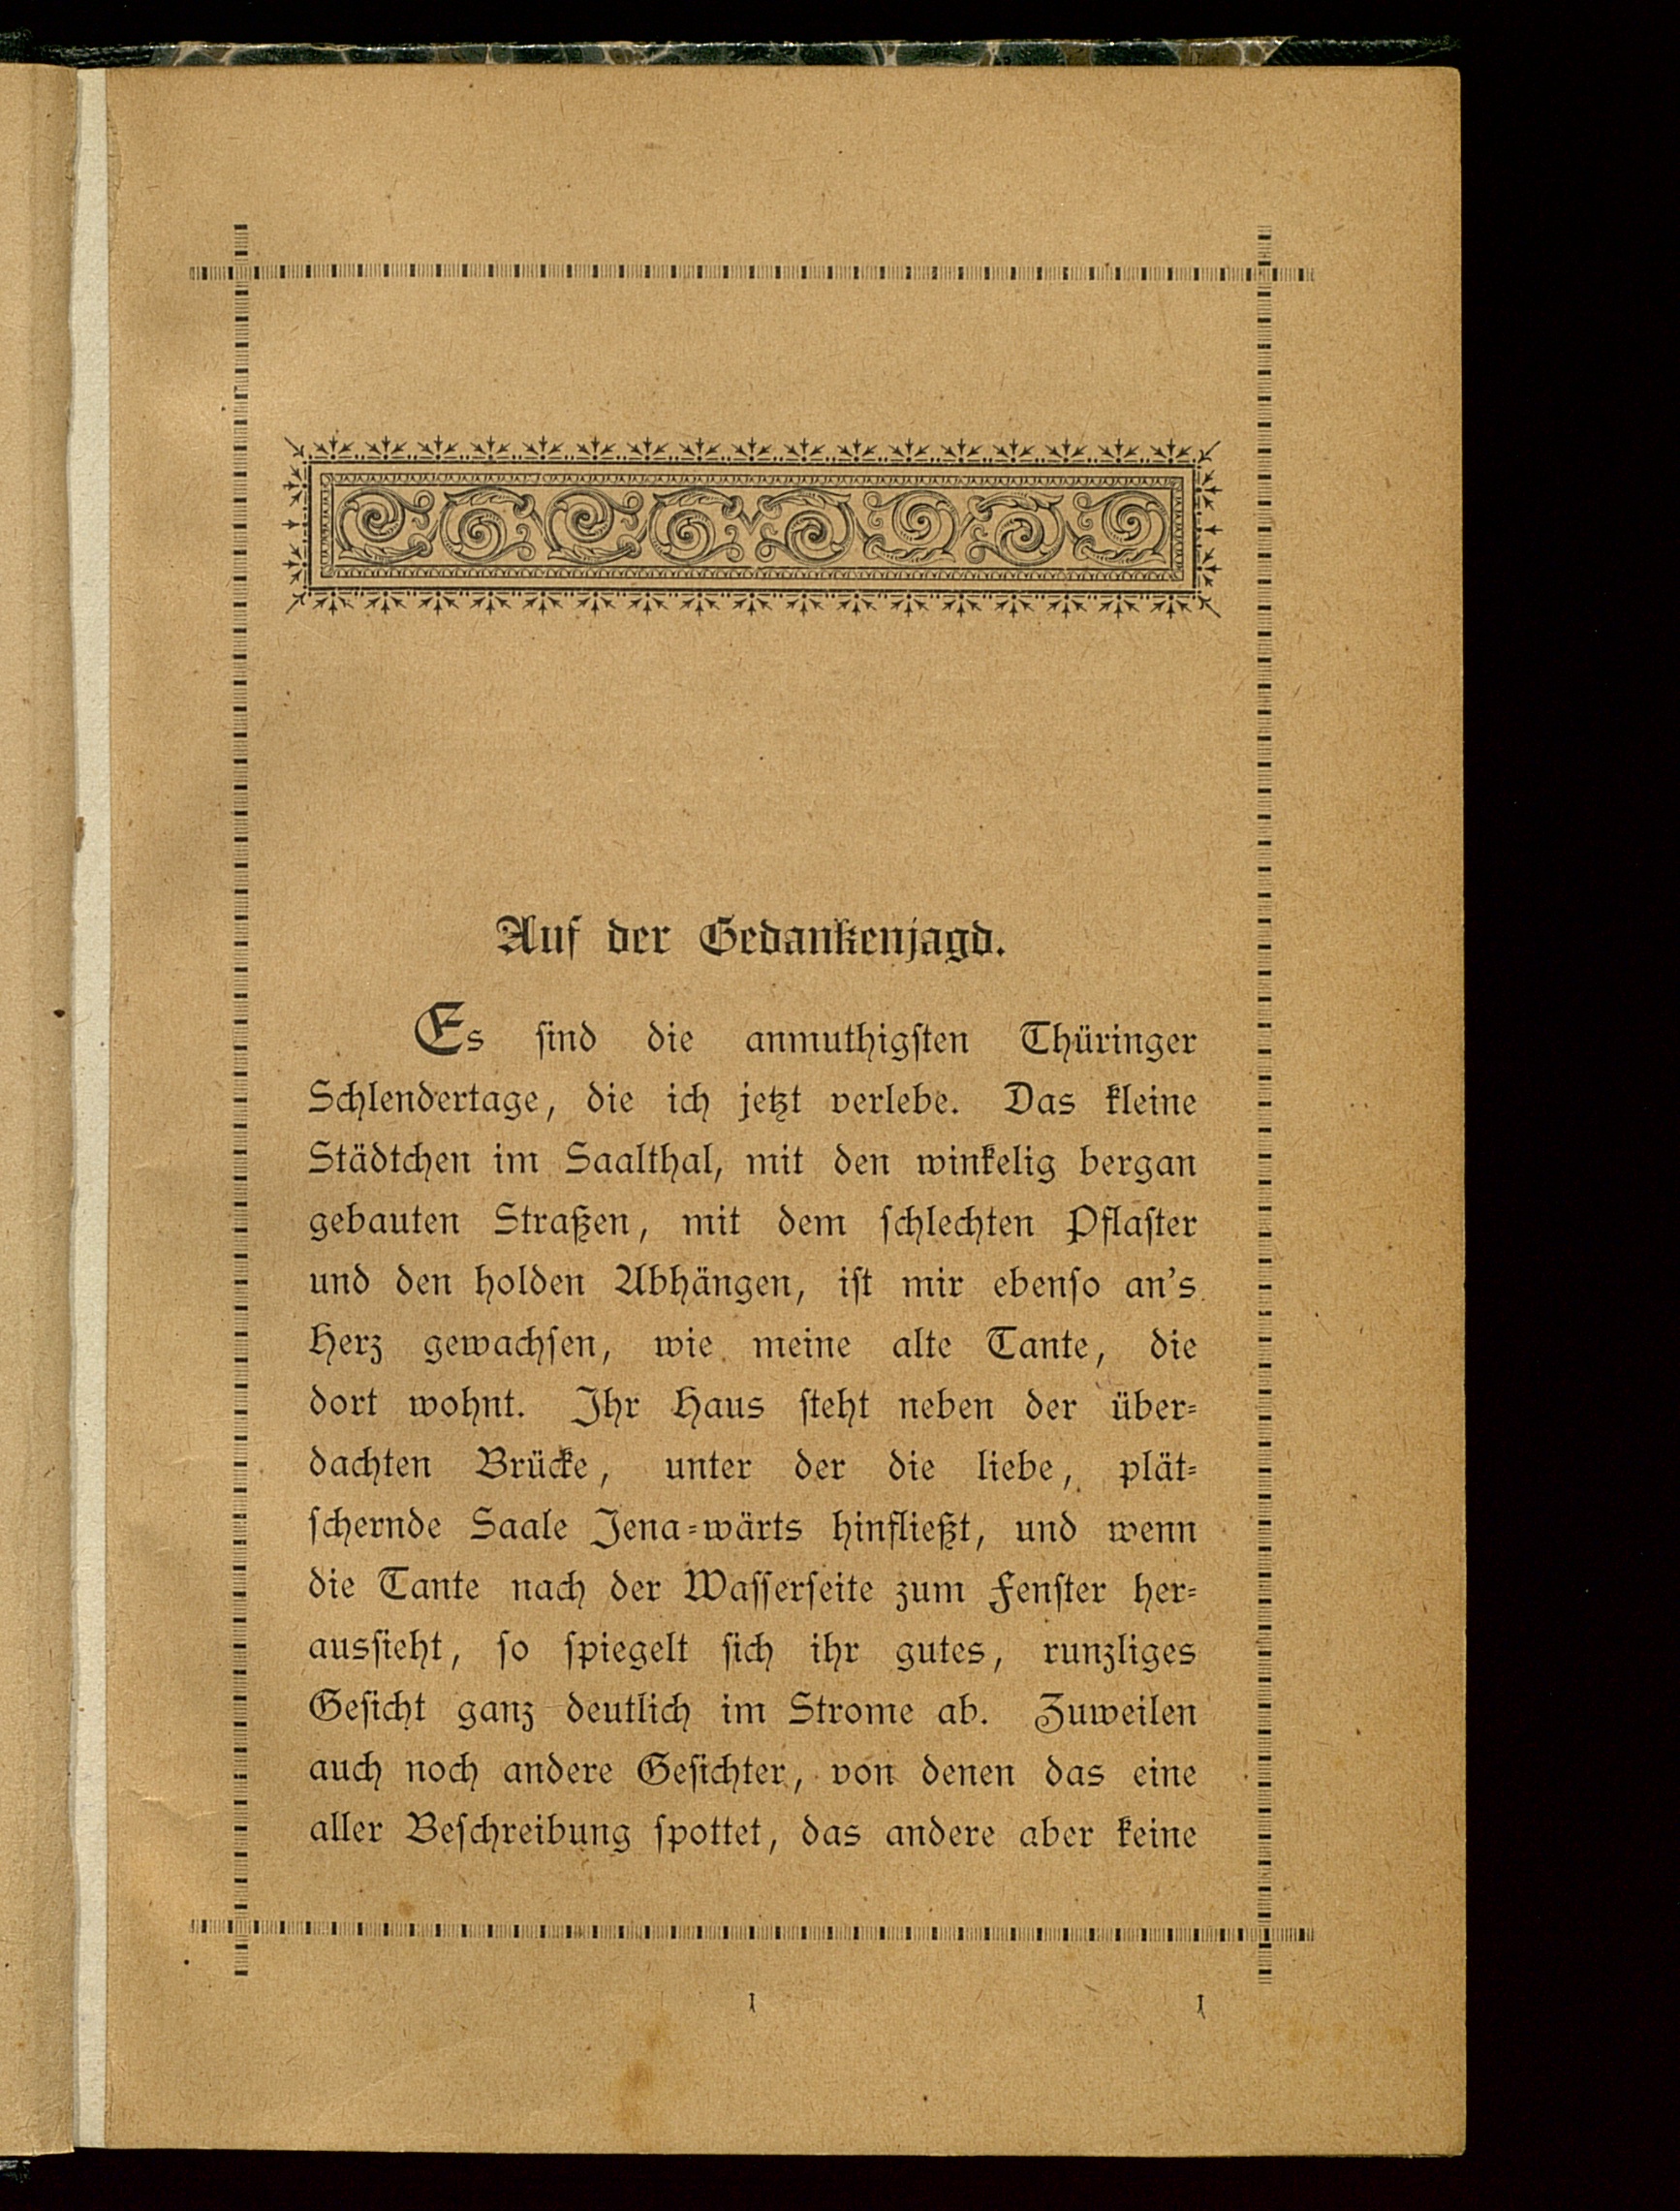 Auf der Gedankenjagd.
Es ſind die anmuthigſten Thüringer
Schlendertage, die ich jetzt verlebe. Das kleine
Städtchen im Saalthal, mit den winkelig bergan
gebauten Straßen, mit dem ſchlechten Pflaſter
und den holden Abhängen, iſt mir ebenſo an's
Herz gewachſen, wie meine alte Tante, die
dort wohnt. Ihr Haus ſteht neben der über-
dachten Brücke, unter der die liebe, plät-
ſchernde Saale Jena-wärts hinfließt, und wenn
die Tante nach der Waſſerſeite zum Fenſter her-
ausſieht, ſo ſpiegelt ſich ihr gutes, runzliges
Geſicht ganz deutlich im Strome ab. Zuweilen
auch noch andere Geſichter, von denen das eine
aller Beſchreibung ſpottet, das andere aber keine
1 1